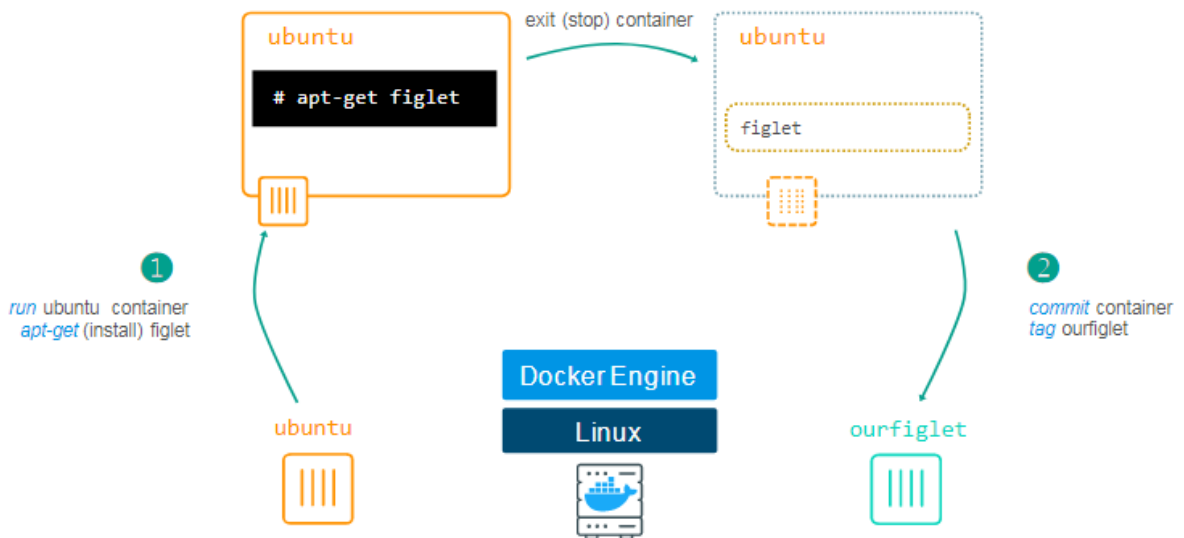 exit (stop) container
ubuntu
# apt-get figlet
ubuntu
figlet
1
run ubuntu container
apt-get (install) figlet
2
commit container
tag ourfiglet
Docker Engine
Linux
ubuntu
ourfiglet